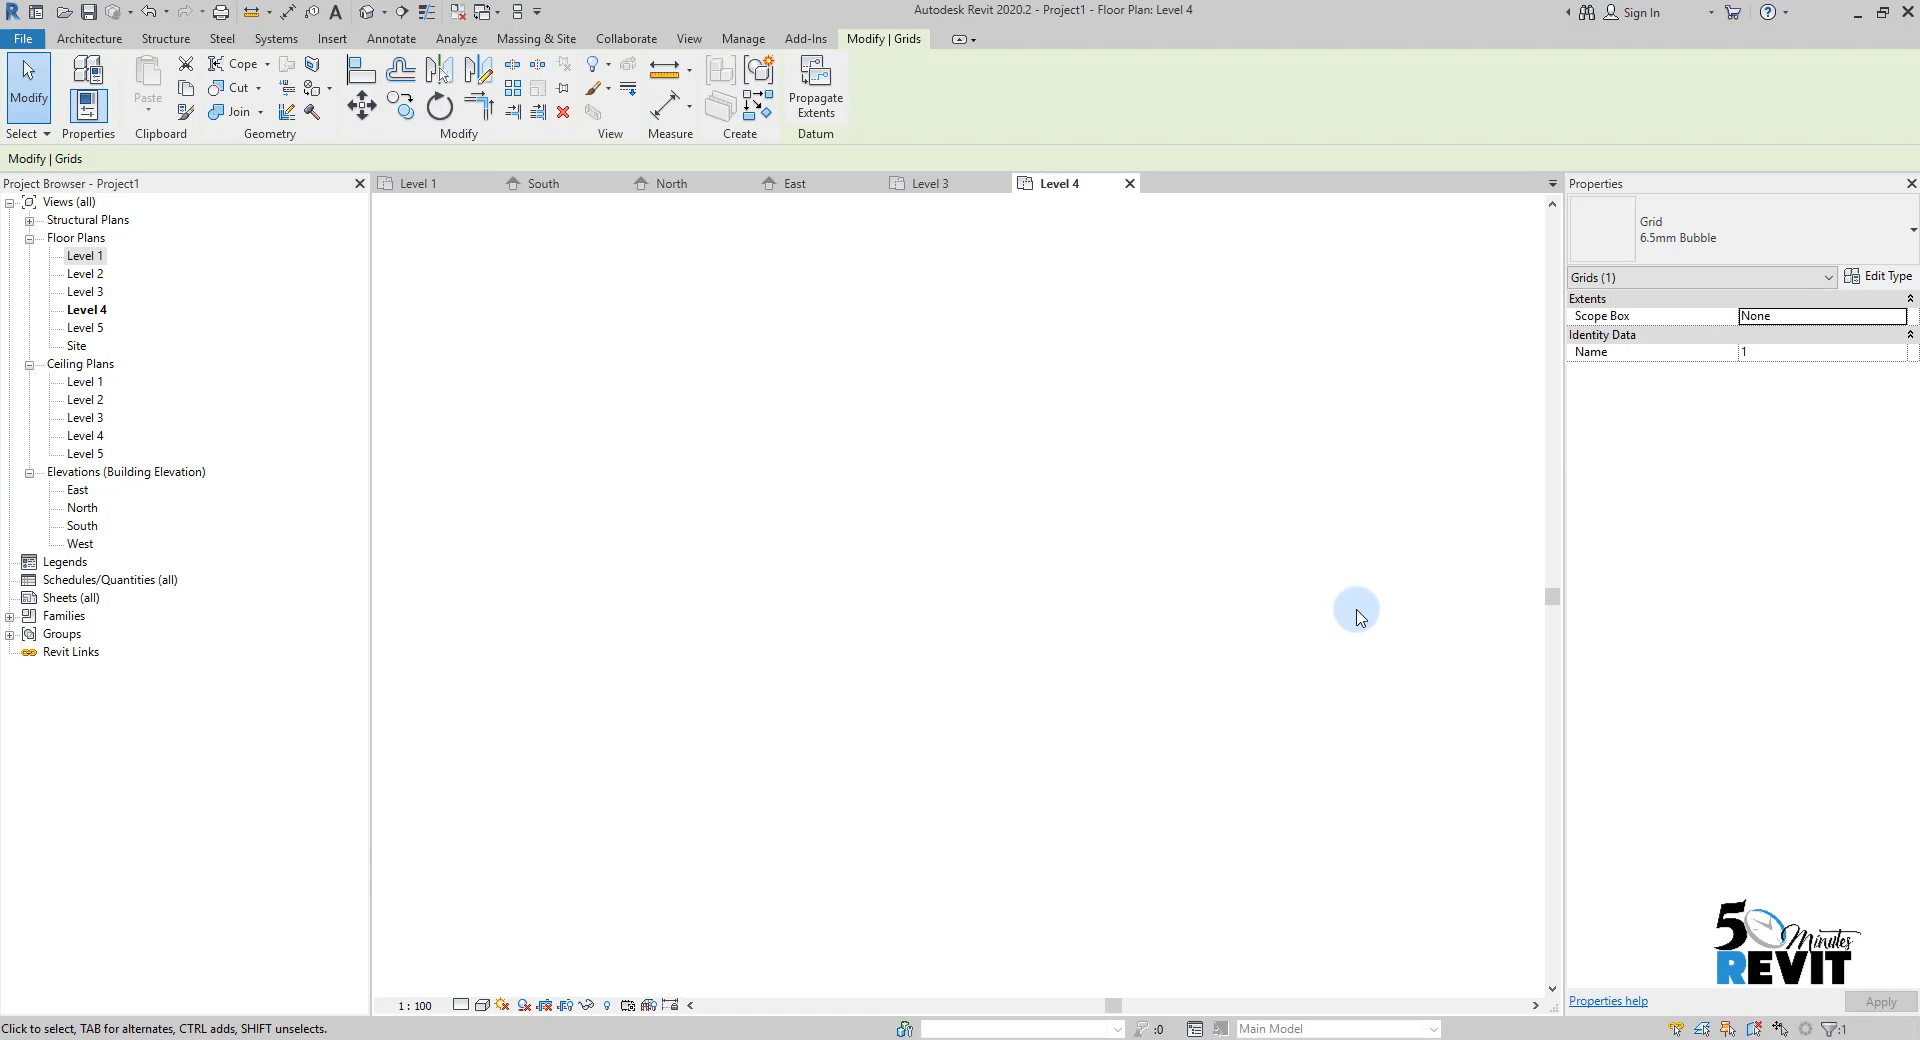 Autodesk Revit 2020.2 - Project1 - Floor Plan: Level 4
Sign In
File Architecture Structure Steel Systems Insert Annotate Analyze Massing & Site Collaborate View Manage Add-Ins Modify | Grids
Modify
Paste
Cope
Cut
Join
Propagate
Extents
Select Properties Clipboard Geometry Modify View Measure Create Datum
Modify | Grids
Project Browser - Project1
Views (all)
Structural Plans
Floor Plans
Level 1
Level 2
Level 3
Level 4
Level 5
Site
Ceiling Plans
Level 1
Level 2
Level 3
Level 4
Level 5
Elevations (Building Elevation)
East
North
South
West
Legends
Schedules/Quantities (all)
Sheets (all)
Families
Groups
Revit Links
Level 1 South North East Level 3 Level 4
Properties
Grid
6.5mm Bubble
Grids (1) Edit Type
Extents
Scope Box None
Identity Data
Name 1
5 Minutes
REVIT
Properties help Apply
1 : 100
Click to select, TAB for alternates, CTRL adds, SHIFT unselects.
:0
Main Model
:1